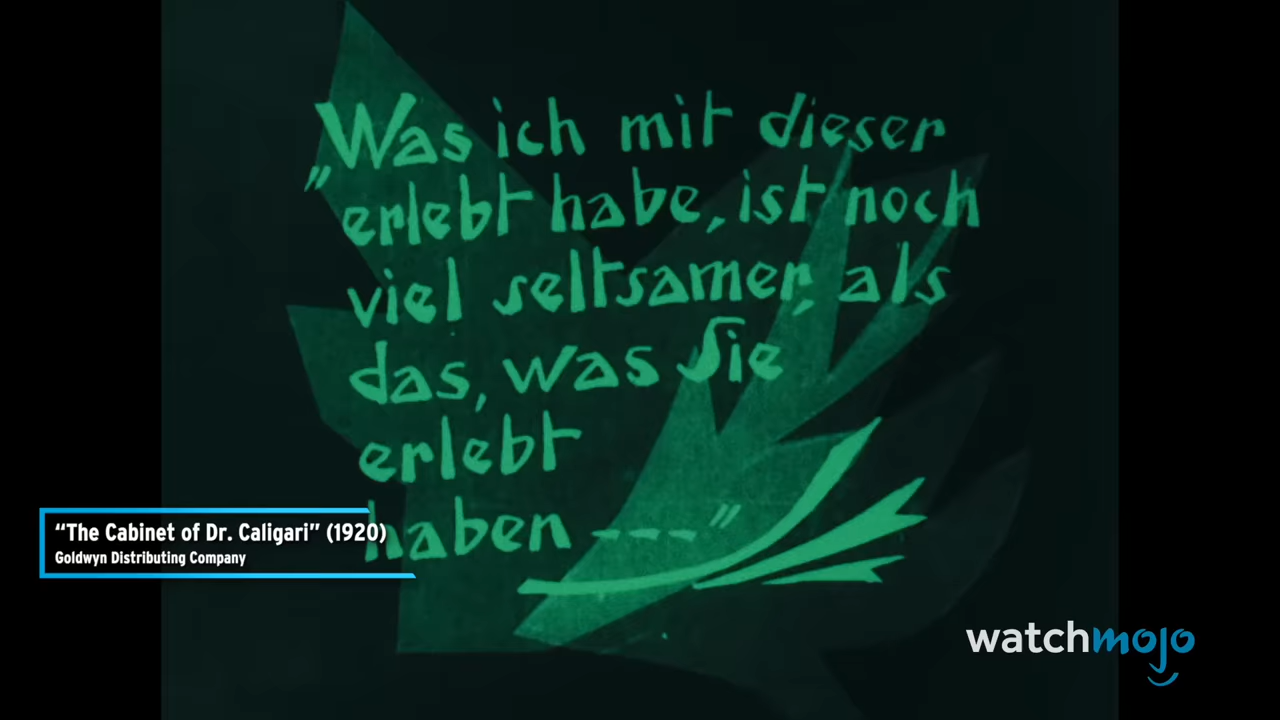 „Was ich mit dieser
erlebt habe, ist noch
viel seltsamer, als
das, was Sie
erlebt
haben ----"
“The Cabinet of Dr. Caligari” (1920)
Goldwyn Distributing Company
watchmojo